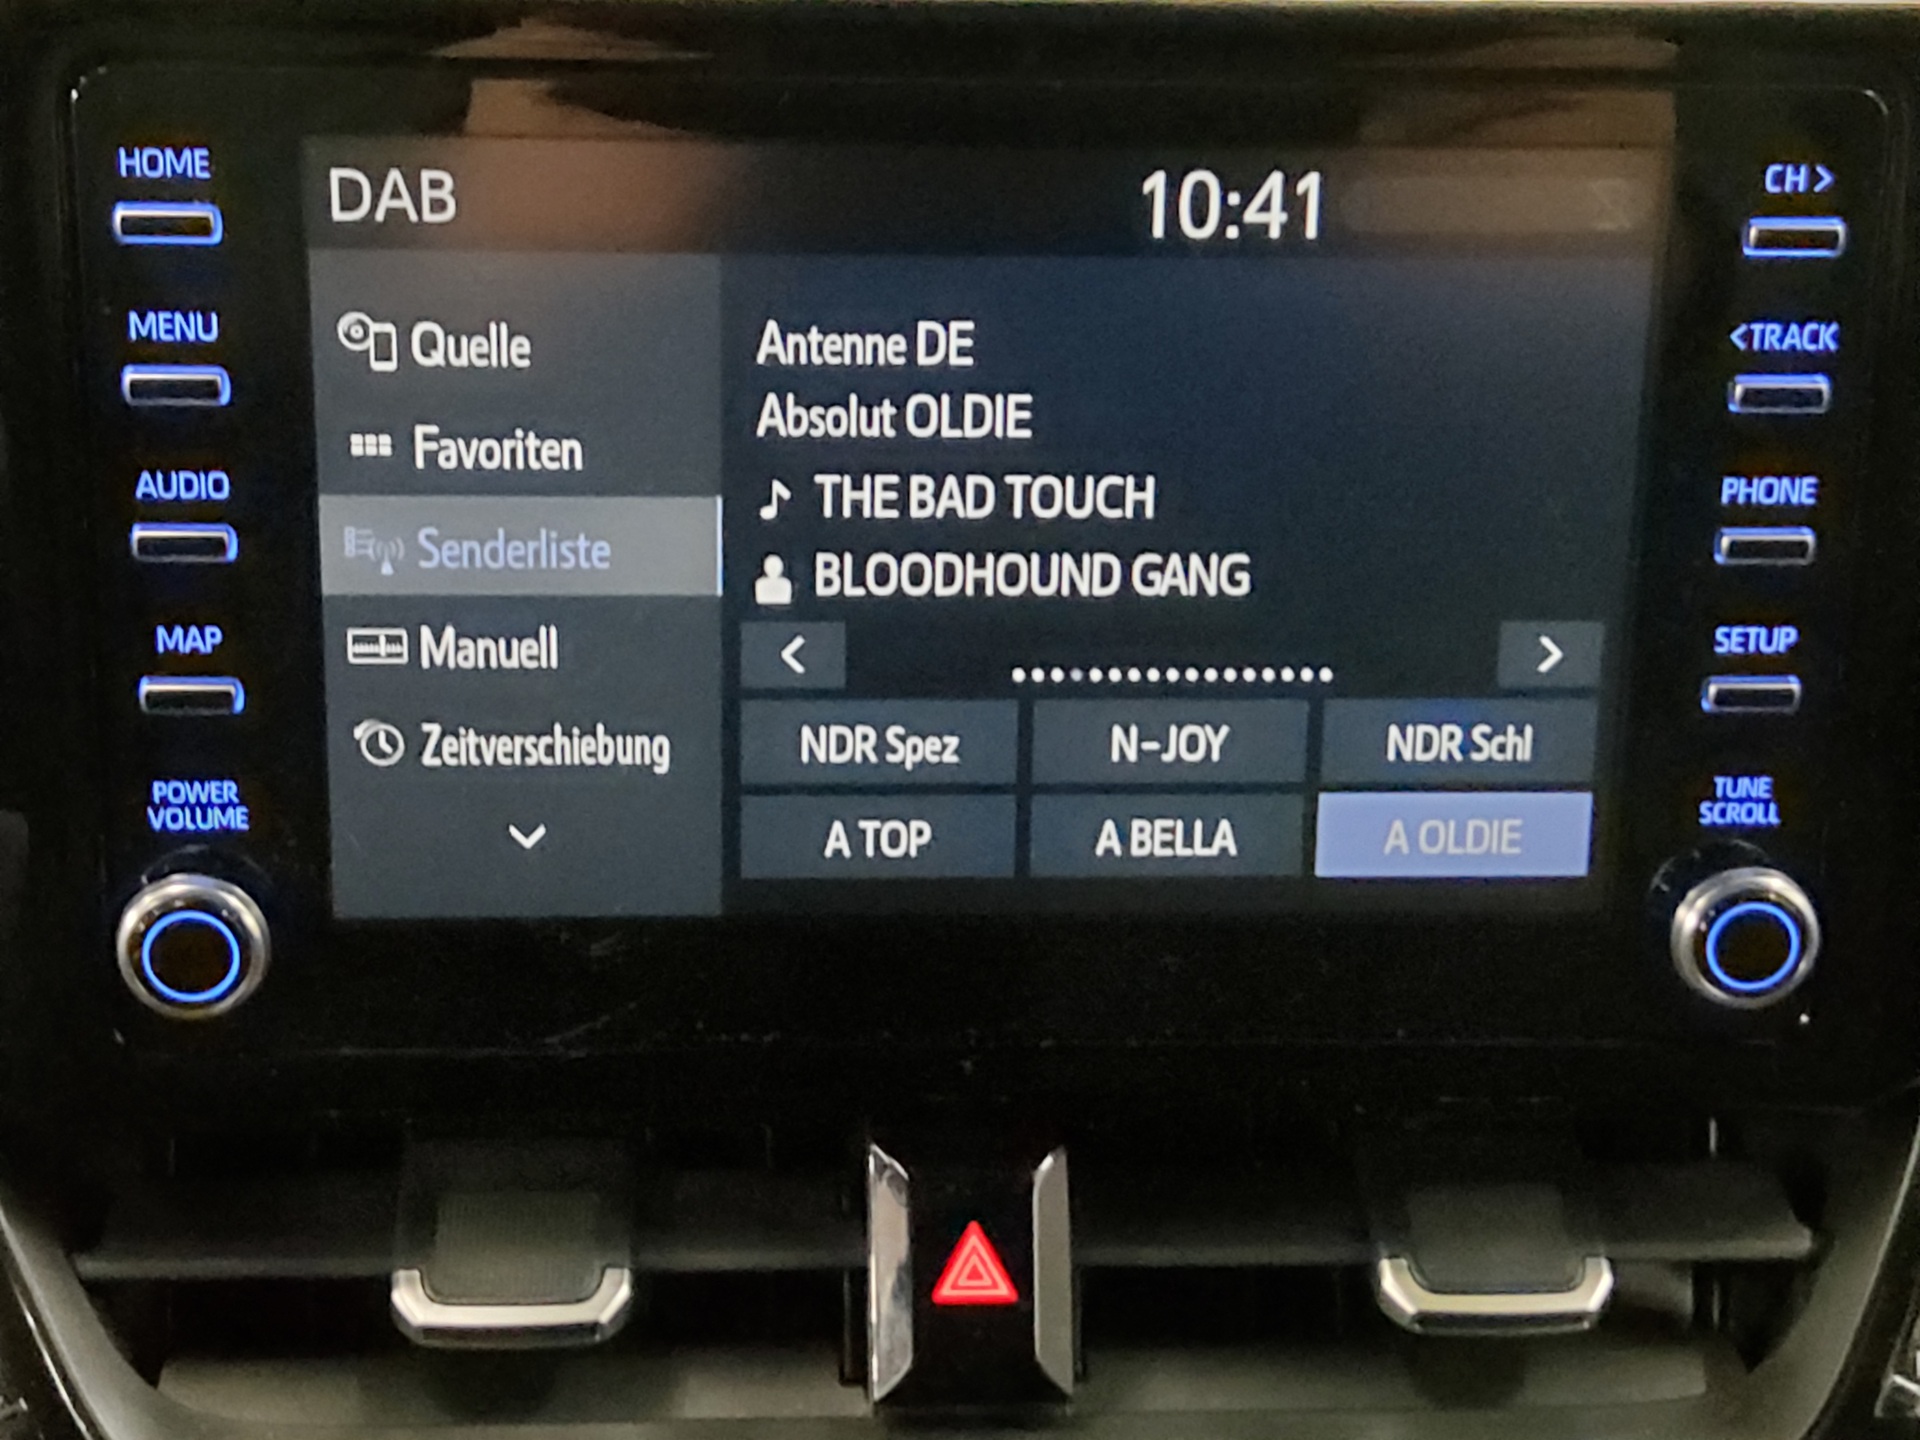 DAB
10:41
HOME
MENU
AUDIO
MAP
POWER
VOLUME
Quelle
Favoriten
Senderliste
Manuell
Zeitverschiebung
Antenne DE
Absolut OLDIE
THE BAD TOUCH
BLOODHOUND GANG
< >
NDR Spez N-JOY NDR Schl
A TOP A BELLA A OLDIE
CH >
< TRACK
PHONE
SETUP
TUNE
SCROLL